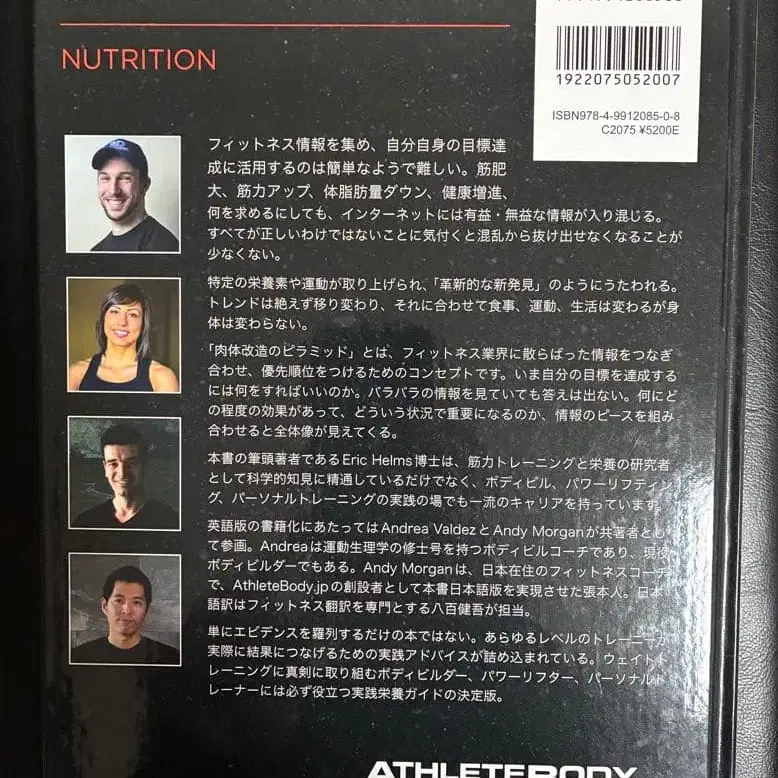 NUTRITION
1922075052007
ISBN978-4-9912085-0-8
C2075 ¥5200E
フィットネス情報を集め、自分自身の目標達
成に活用するのは簡単なようで難しい。筋肥
大、筋力アップ、体脂肪量ダウン、健康増進、
何を求めるにしても、インターネットには有益・無益な情報が入り混じる。
すべてが正しいわけではないことに気付くと混乱から抜け出せなくなることが
少なくない。
特定の栄養素や運動が取り上げられ、「革新的な新発見」のようにうたわれる。
トレンドは絶えず移り変わり、それに合わせて食事、運動、生活は変わるが身
体は変わらない。
「肉体改造のピラミッド」とは、フィットネス業界に散らばった情報をつなぎ
合わせ、優先順位をつけるためのコンセプトです。いま自分の目標を達成する
には何をすればいいのか。バラバラの情報を見ていても答えは出ない。何にど
の程度の効果があって、どういう状況で重要になるのか、情報のピースを組み
合わせると全体像が見えてくる。
本書の筆頭著者であるEric Helms博士は、筋力トレーニングと栄養の研究者
として科学的知見に精通しているだけでなく、ボディビル、パワーリフティン
グ、パーソナルトレーニングの実践の場でも一流のキャリアを持っています。
英語版の書籍化にあたってはAndrea ValdezとAndy Morganが共著者とし
て参画。Andreaは運動生理学の修士号を持つボディビルコーチであり、現役
ボディビルダーでもある。Andy Morganは、日本在住のフィットネスコーチ
で、AthleteBody.jpの創設者として本書日本語版を実現させた張本人。日本
語訳はフィットネス翻訳を専門とする八百健吾が担当。
単にエビデンスを羅列するだけの本ではない。あらゆるレベルのトレーニーが
実際に結果につなげるための実践アドバイスが詰め込まれている。ウェイトト
レーニングに真剣に取り組むボディビルダー、パワーリフター、パーソナルト
レーナーには必ず役立つ実践栄養ガイドの決定版。
ATHLETEBODY